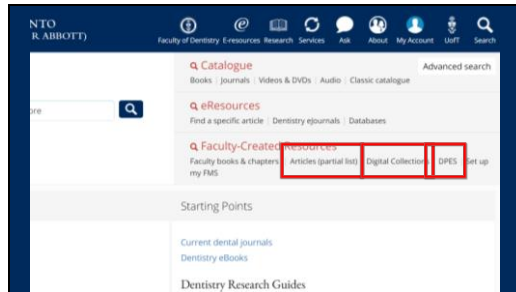 NTO
R ABBOTT)
Faculty of Dentistry E-resources Research Services Ask About My Account UofT Search
Catalogue
Advanced search
Books | Journals | Videos & DVDs | Audio | Classic catalogue
ore
eResources
Find a specific article | Dentistry ejournals | Databases
Faculty-Created Resources
Faculty books & chapters | Articles (partial list) | Digital Collections | DPES | Set up
my FMS
Starting Points
Current dental journals
Dentistry eBooks
Dentistry Research Guides